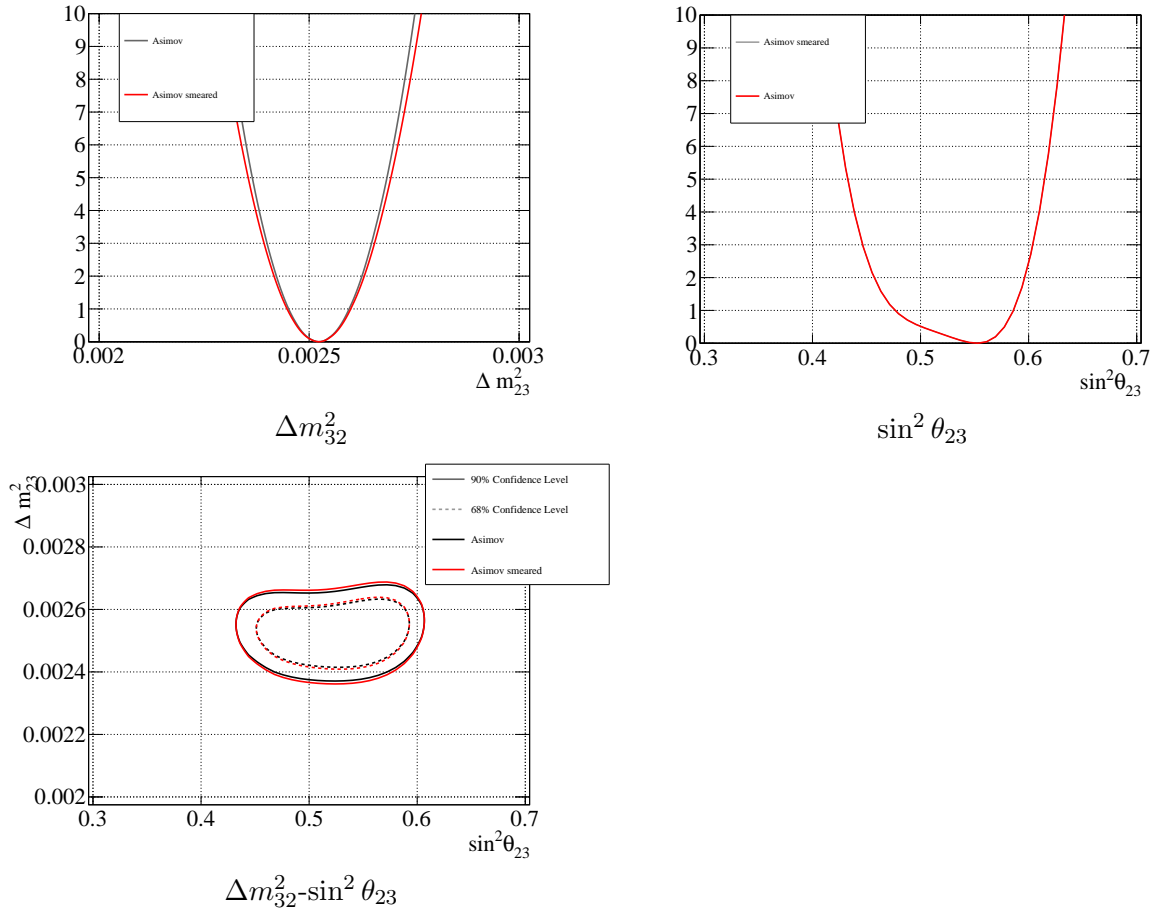 10
9
8
7
6
5
4
3
2
1
0
Asimov
Asimov smeared
0.002 0.0025 0.003
Δ m²₂₃
Δm²₃₂
10
9
8
7
6
5
4
3
2
1
0
Asimov smeared
Asimov
0.3 0.4 0.5 0.6 0.7
sin²θ₂₃
sin² θ₂₃
Δ m²₂₃
0.003
0.0028
0.0026
0.0024
0.0022
0.002
90% Confidence Level
68% Confidence Level
Asimov
Asimov smeared
0.3 0.4 0.5 0.6 0.7
sin²θ₂₃
Δm²₃₂-sin² θ₂₃